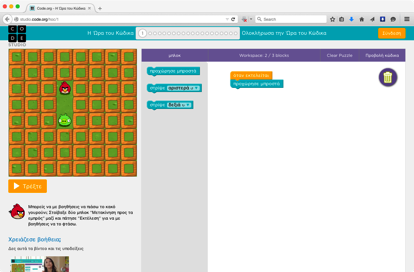 Code.org - Η Ώρα του Κώδικα
studio.code.org/hoc/1
Search
C O
D E
STUDIO
Η Ώρα του Κώδικα
1
Ολοκλήρωσα την Ώρα του Κώδικα
Σύνδεση
μπλοκ
Workspace: 2 / 3 blocks
Clear Puzzle
Προβολή κώδικα
προχώρησε μπροστά
στρίψε αριστερά
στρίψε δεξιά
όταν εκτελείται
προχώρησε μπροστά
Τρέξτε
Μπορείς να με βοηθήσεις να πιάσω το κακό
γουρούνι; Στοίβαξε δύο μπλοκ "Μετακίνηση προς τα
εμπρός" μαζί και πάτησε "Εκτέλεση" για να με
βοηθήσεις να το φτάσω.
Χρειάζεσαι βοήθεια;
Δες αυτά τα βίντεο και τις υποδείξεις